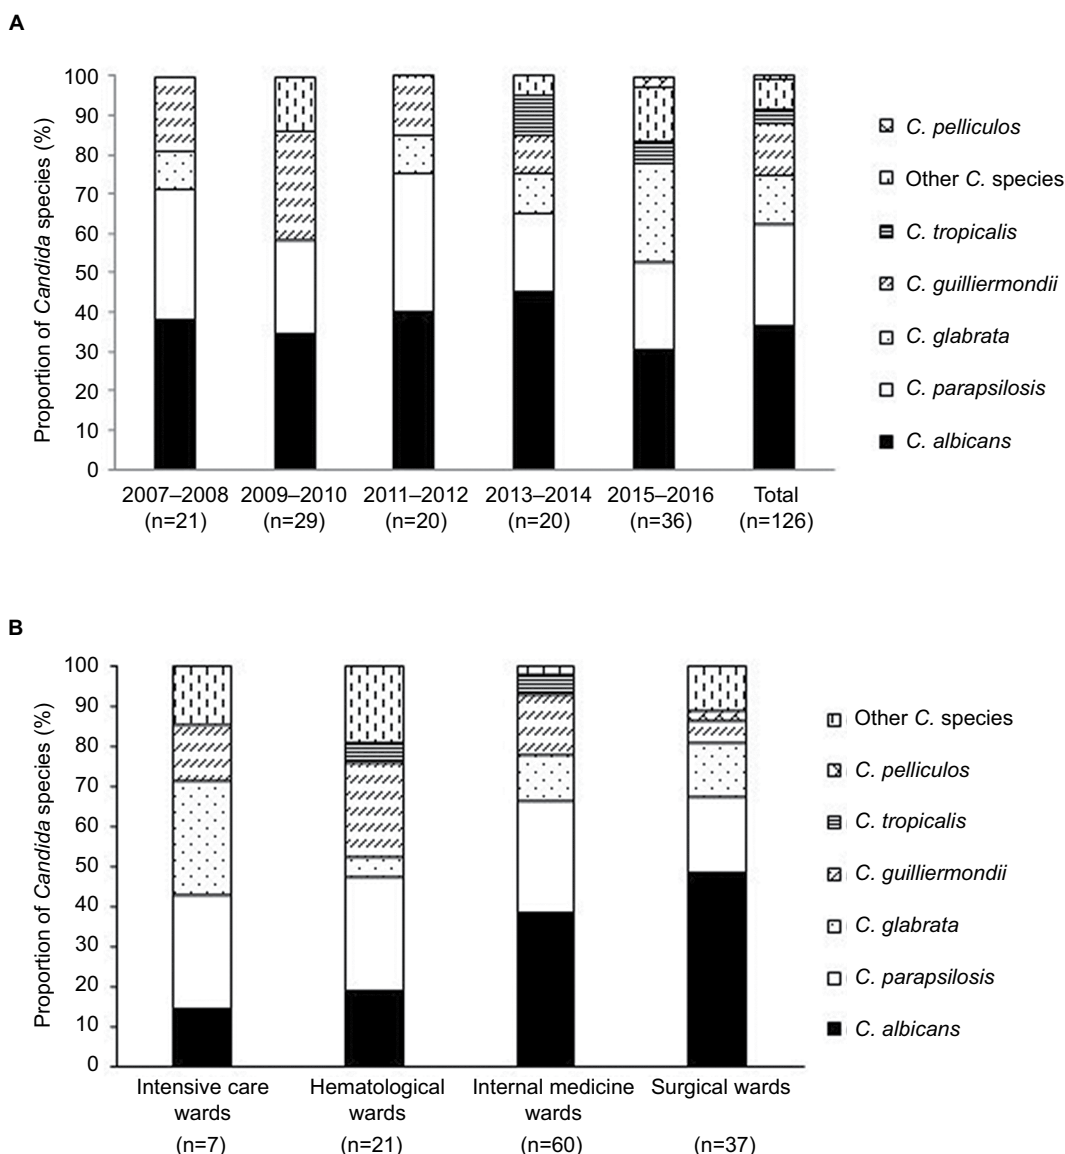 A
Proportion of Candida species (%)
100
90
80
70
60
50
40
30
20
10
0
2007–2008 2009–2010 2011–2012 2013–2014 2015–2016 Total
(n=21) (n=29) (n=20) (n=20) (n=36) (n=126)
C. pelliculos
Other C. species
C. tropicalis
C. guilliermondii
C. glabrata
C. parapsilosis
C. albicans
B
Proportion of Candida species (%)
100
90
80
70
60
50
40
30
20
10
0
Intensive care Hematological Internal medicine Surgical wards
wards wards wards
(n=7) (n=21) (n=60) (n=37)
Other C. species
C. pelliculos
C. tropicalis
C. guilliermondii
C. glabrata
C. parapsilosis
C. albicans